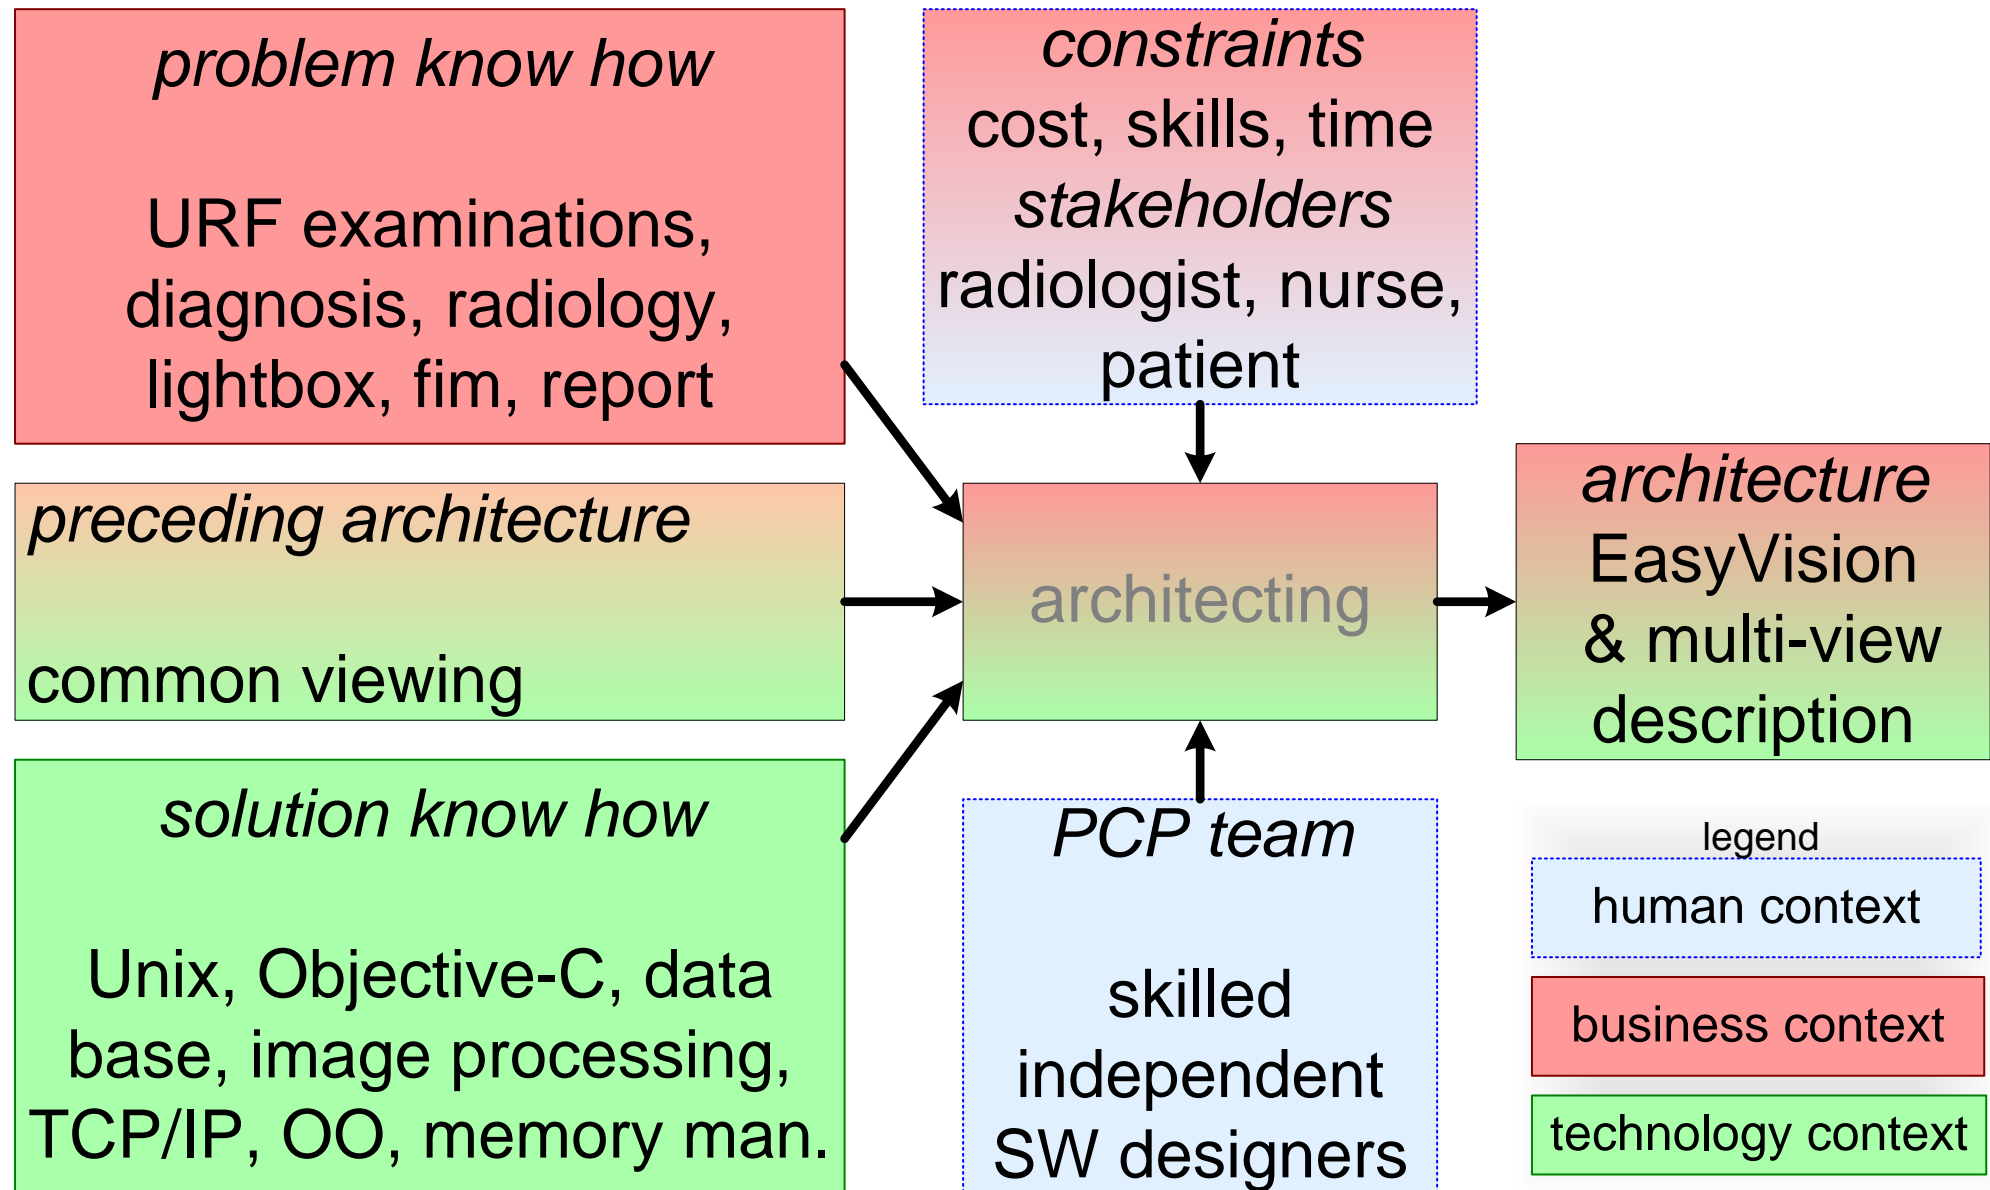 problem know how
URF examinations,
diagnosis, radiology,
lightbox, fim, report
constraints
cost, skills, time
stakeholders
radiologist, nurse,
patient
preceding architecture
common viewing
architecting
architecture
EasyVision
& multi-view
description
solution know how
Unix, Objective-C, data
base, image processing,
TCP/IP, OO, memory man.
PCP team
skilled
independent
SW designers
legend
human context
business context
technology context